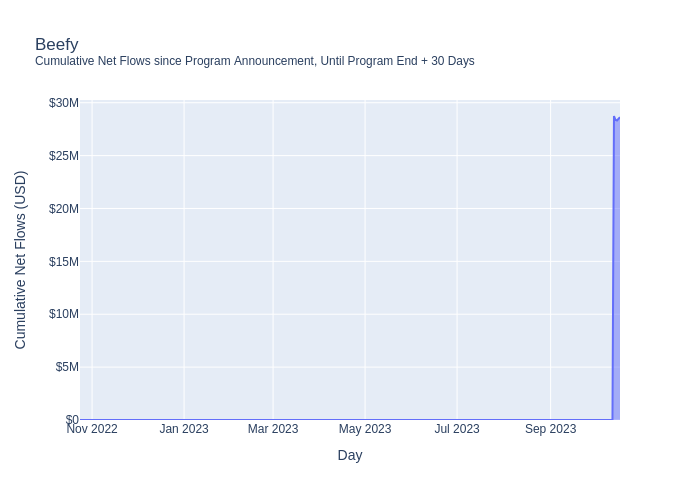 Beefy
Cumulative Net Flows since Program Announcement, Until Program End + 30 Days
$30M
$25M
$20M
$15M
$10M
$5M
$0
Cumulative Net Flows (USD)
Nov 2022
Jan 2023
Mar 2023
May 2023
Jul 2023
Sep 2023
Day